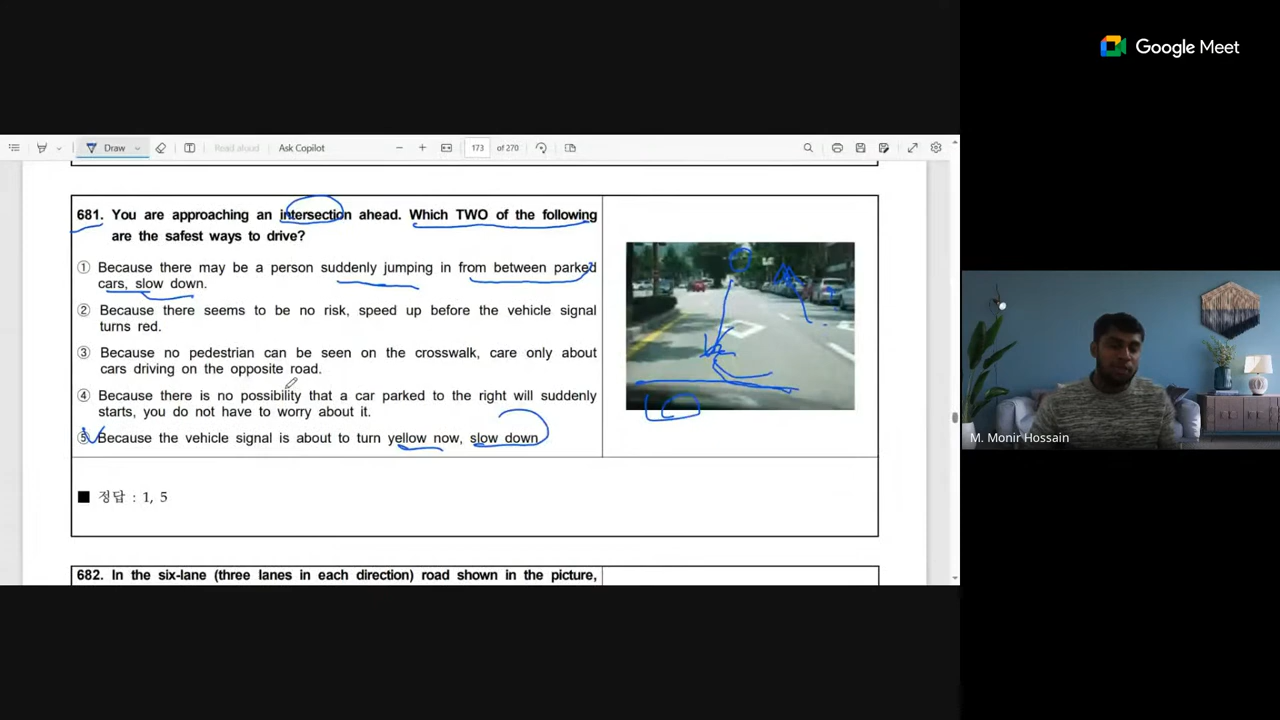 Google Meet
Draw
Read aloud
Ask Copilot
173
of 270
681. You are approaching an intersection ahead. Which TWO of the following
are the safest ways to drive?
① Because there may be a person suddenly jumping in from between parked
cars, slow down.
② Because there seems to be no risk, speed up before the vehicle signal
turns red.
③ Because no pedestrian can be seen on the crosswalk, care only about
cars driving on the opposite road.
④ Because there is no possibility that a car parked to the right will suddenly
starts, you do not have to worry about it.
⑤ Because the vehicle signal is about to turn yellow now, slow down
■ 정답 : 1, 5
682. In the six-lane (three lanes in each direction) road shown in the picture,
M. Monir Hossain